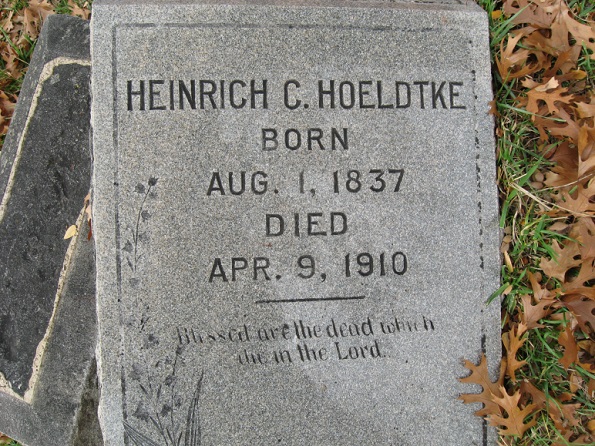 HEINRICH C. HOELDTKE
BORN
AUG. 1, 1837
DIED
APR. 9, 1910
Blessed are the dead which
die in the Lord.